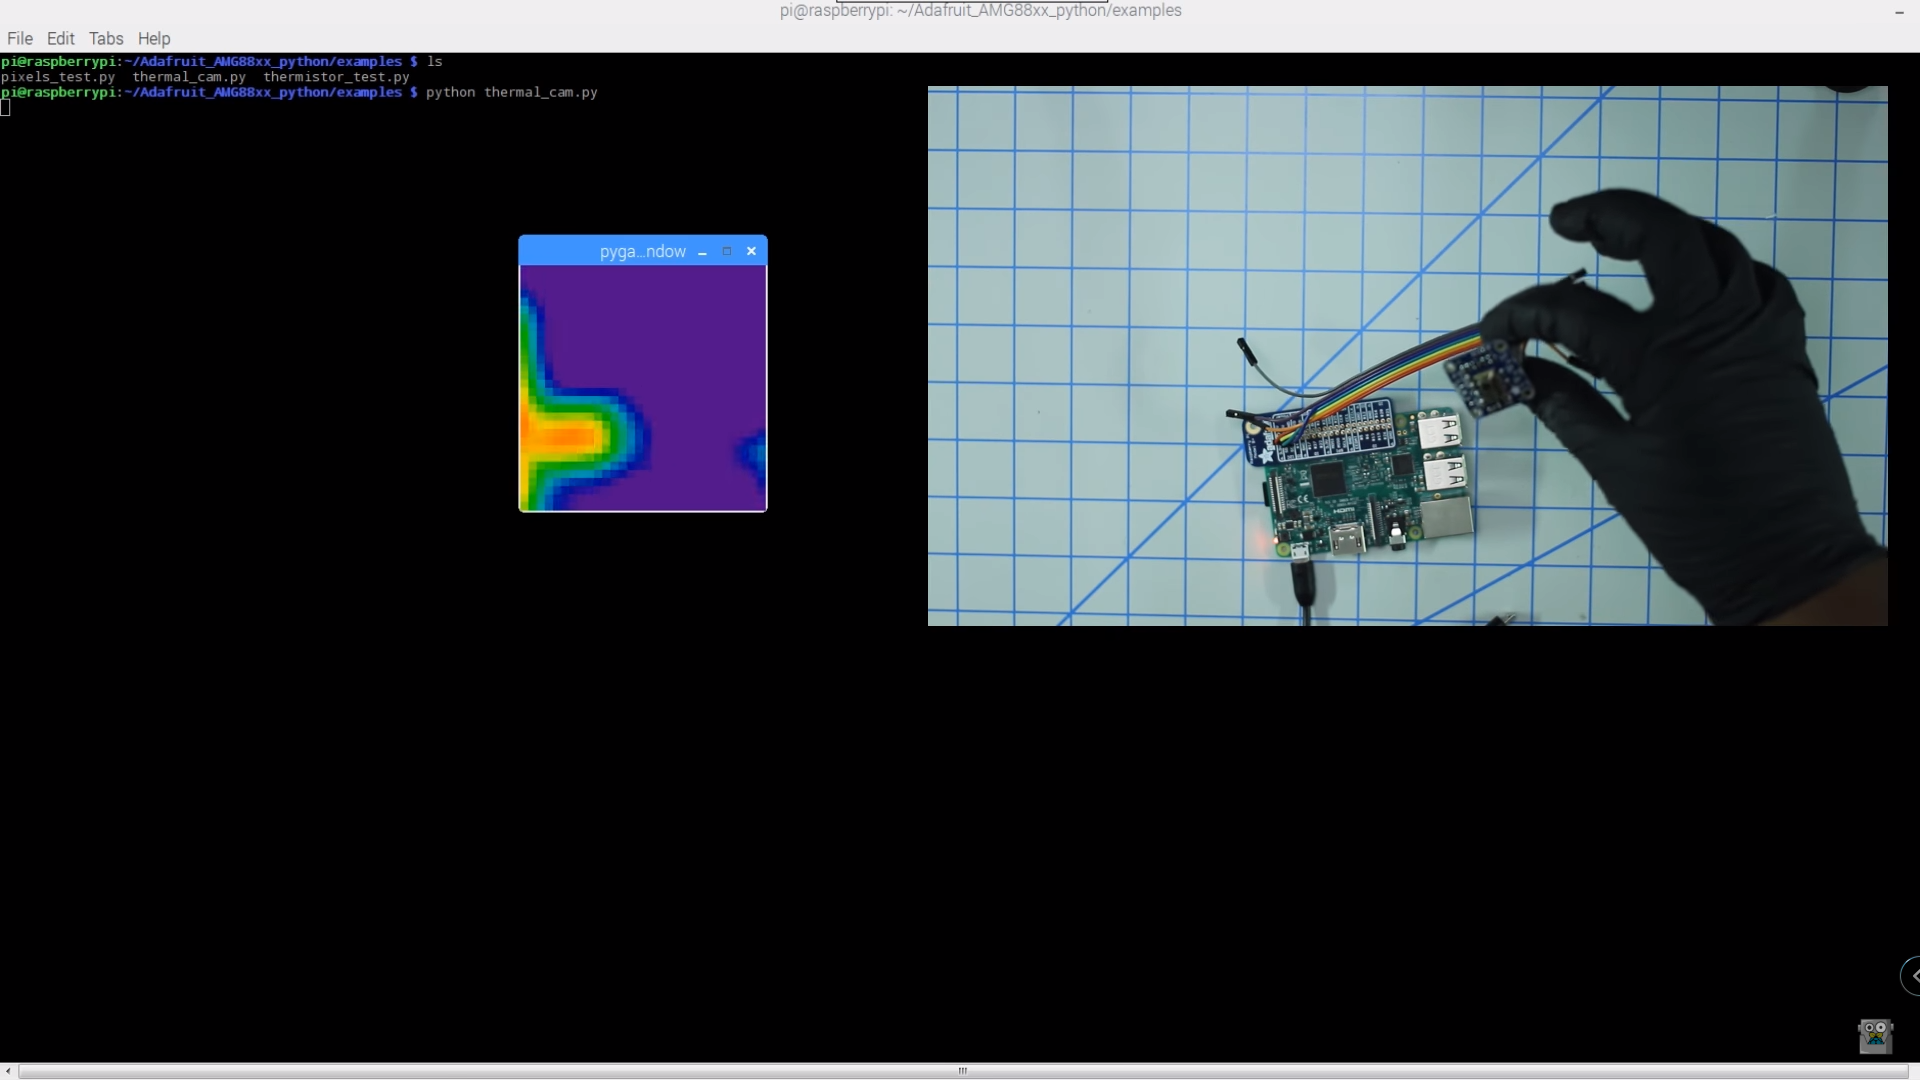 pi@raspberrypi: ~/Adafruit_AMG88xx_python/examples
File Edit Tabs Help
pi@raspberrypi:~/Adafruit_AMG88xx_python/examples $ ls
pixels_test.py thermal_cam.py thermistor_test.py
pi@raspberrypi:~/Adafruit_AMG88xx_python/examples $ python thermal_cam.py
pyga...ndow
HDMI